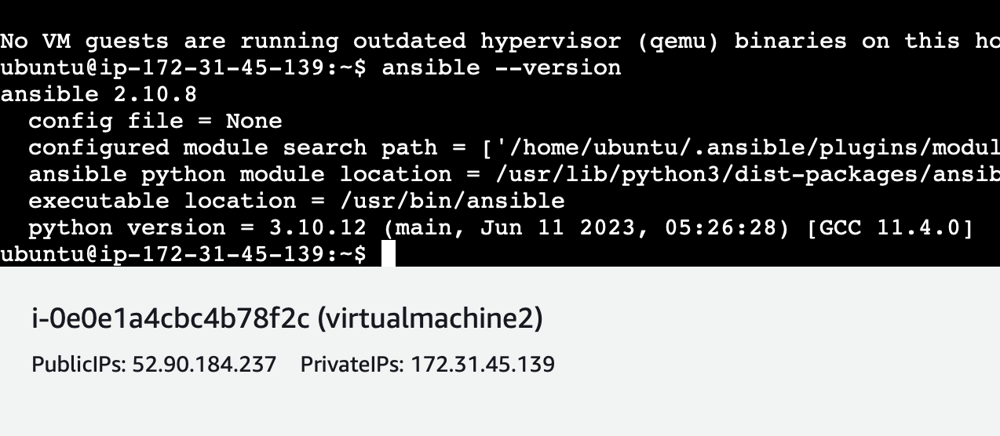 No VM guests are running outdated hypervisor (qemu) binaries on this ho
ubuntu@ip-172-31-45-139:~$ ansible --version
ansible 2.10.8
  config file = None
  configured module search path = ['/home/ubuntu/.ansible/plugins/modul
  ansible python module location = /usr/lib/python3/dist-packages/ansib
  executable location = /usr/bin/ansible
  python version = 3.10.12 (main, Jun 11 2023, 05:26:28) [GCC 11.4.0]
ubuntu@ip-172-31-45-139:~$
i-0e0e1a4cbc4b78f2c (virtualmachine2)
PublicIPs: 52.90.184.237    PrivateIPs: 172.31.45.139